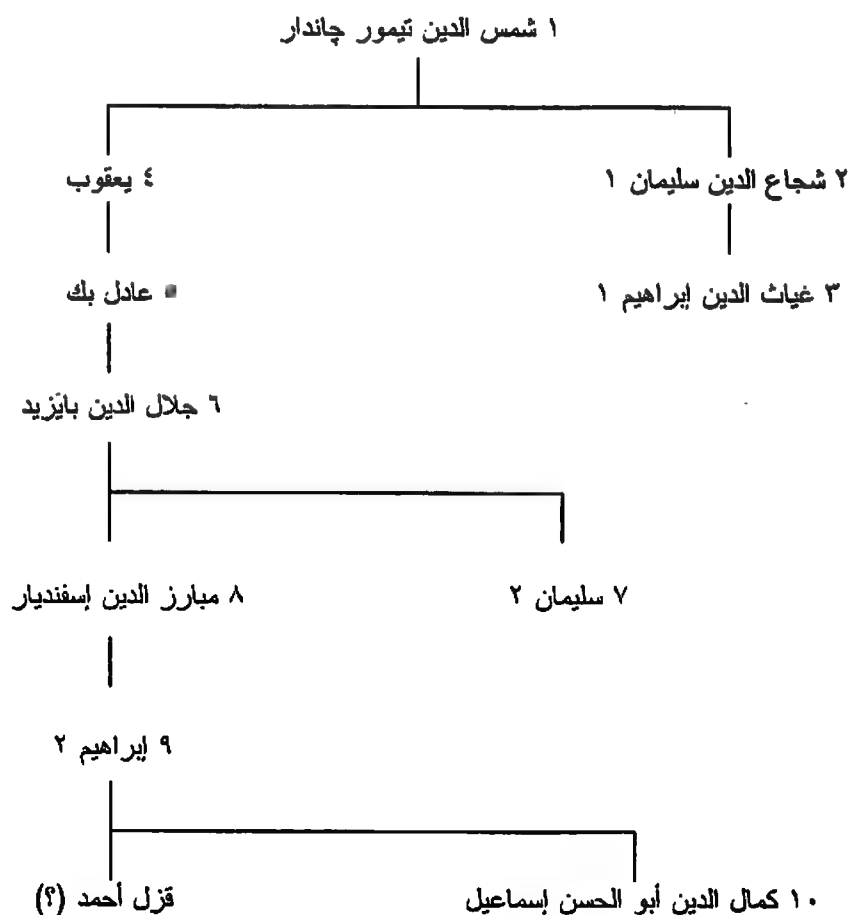 ١ شمس الدين تيمور چاندار
٢ شجاع الدين سليمان ١
٤ يعقوب
٣ غياث الدين إبراهيم ١
عادل بك
٦ جلال الدين بايَزيد
٧ سليمان ٢
٨ مبارز الدين إسفنديار
٩ إبراهيم ٢
١٠ كمال الدين أبو الحسن إسماعيل
قزل أحمد (؟)